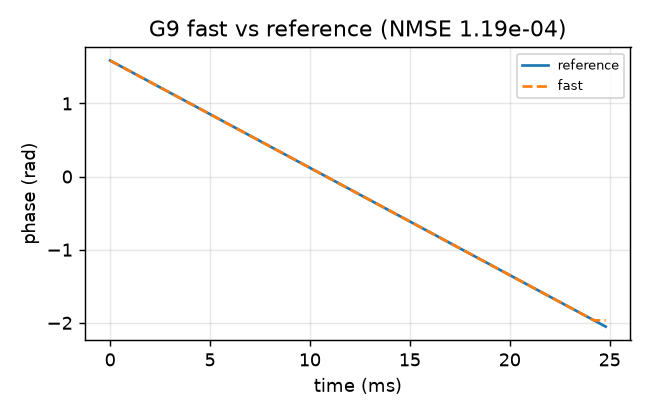 G9 fast vs reference (NMSE 1.19e-04)
reference
fast
1
0
−1
−2
phase (rad)
0
5
10
15
20
25
time (ms)